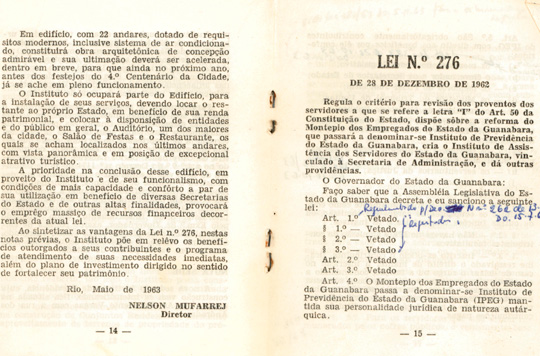 Em edifício, com 22 andares, dotado de requi-
sitos modernos, inclusive sistema de ar condiciona-
do, constituirá obra arquitetônica de concepção
admirável e sua ultimação deverá ser acelerada,
dentro em breve, para que ainda no próximo ano,
antes dos festejos do 4.º Centenário da Cidade,
já se ache em pleno funcionamento.
O Instituto só ocupará parte do Edifício, para
a instalação de seus serviços, devendo locar o res-
tante ao próprio Estado, em benefício de sua renda
patrimonial, e colocar à disposição de entidades
e do público em geral, o Auditório, um dos maiores
da cidade, o Salão de Festas e o Restaurante, os
quais se acham localizados nos últimos andares,
com vista panorâmica e em posição de excepcional
atrativo turístico.
A prioridade na conclusão desse edifício, em
proveito do Instituto e de seu funcionalismo, com
condições de mais capacidade e confôrto a par de
sua utilização em benefício de diversas Secretarias
do Estado e de outras altas finalidades, provocará
o emprêgo massiço de recursos financeiros decor-
rentes da atual lei.
Ao sintetizar as vantagens da Lei n.º 276, nestas
notas prévias, o Instituto põe em relêvo os bene-
fícios outorgados a seus contribuintes e o programa
de atendimento de suas necessidades imediatas,
além do plano de investimento dirigido no sentido
de fortalecer seu patrimônio.
Rio, Maio de 1963
NELSON MUFARREJ
Diretor
— 14 —
LEI N.º 276
DE 28 DE DEZEMBRO DE 1962
Regula o critério para revisão dos proventos dos
servidores a que se refere a letra "I" do Art. 50 da
Constituição do Estado, dispõe sôbre a reforma do
Montepio dos Empregados do Estado da Guanabara,
que passará a denominar-se Instituto de Previdência
do Estado da Guanabara, cria o Instituto de Assis-
tência dos Servidores do Estado da Guanabara, vin-
culado à Secretaria de Administração, e dá outras
providências.
O Governador do Estado da Guanabara:
Faço saber que a Assembléia Legislativa do Es-
tado da Guanabara decreta e eu sanciono a seguinte
lei:
Art. 1.º Vetado
§ 1.º — Vetado
§ 2.º — Vetado
§ 3.º — Vetado
Art. 2.º Vetado
Art. 3.º Vetado
Art. 4.º O Montepio dos Empregados do Estado
da Guanabara passa a denominar-se Instituto de
Previdência do Estado da Guanabara (IPEG) man-
tida sua personalidade jurídica de natureza autár-
quica.
— 15 —